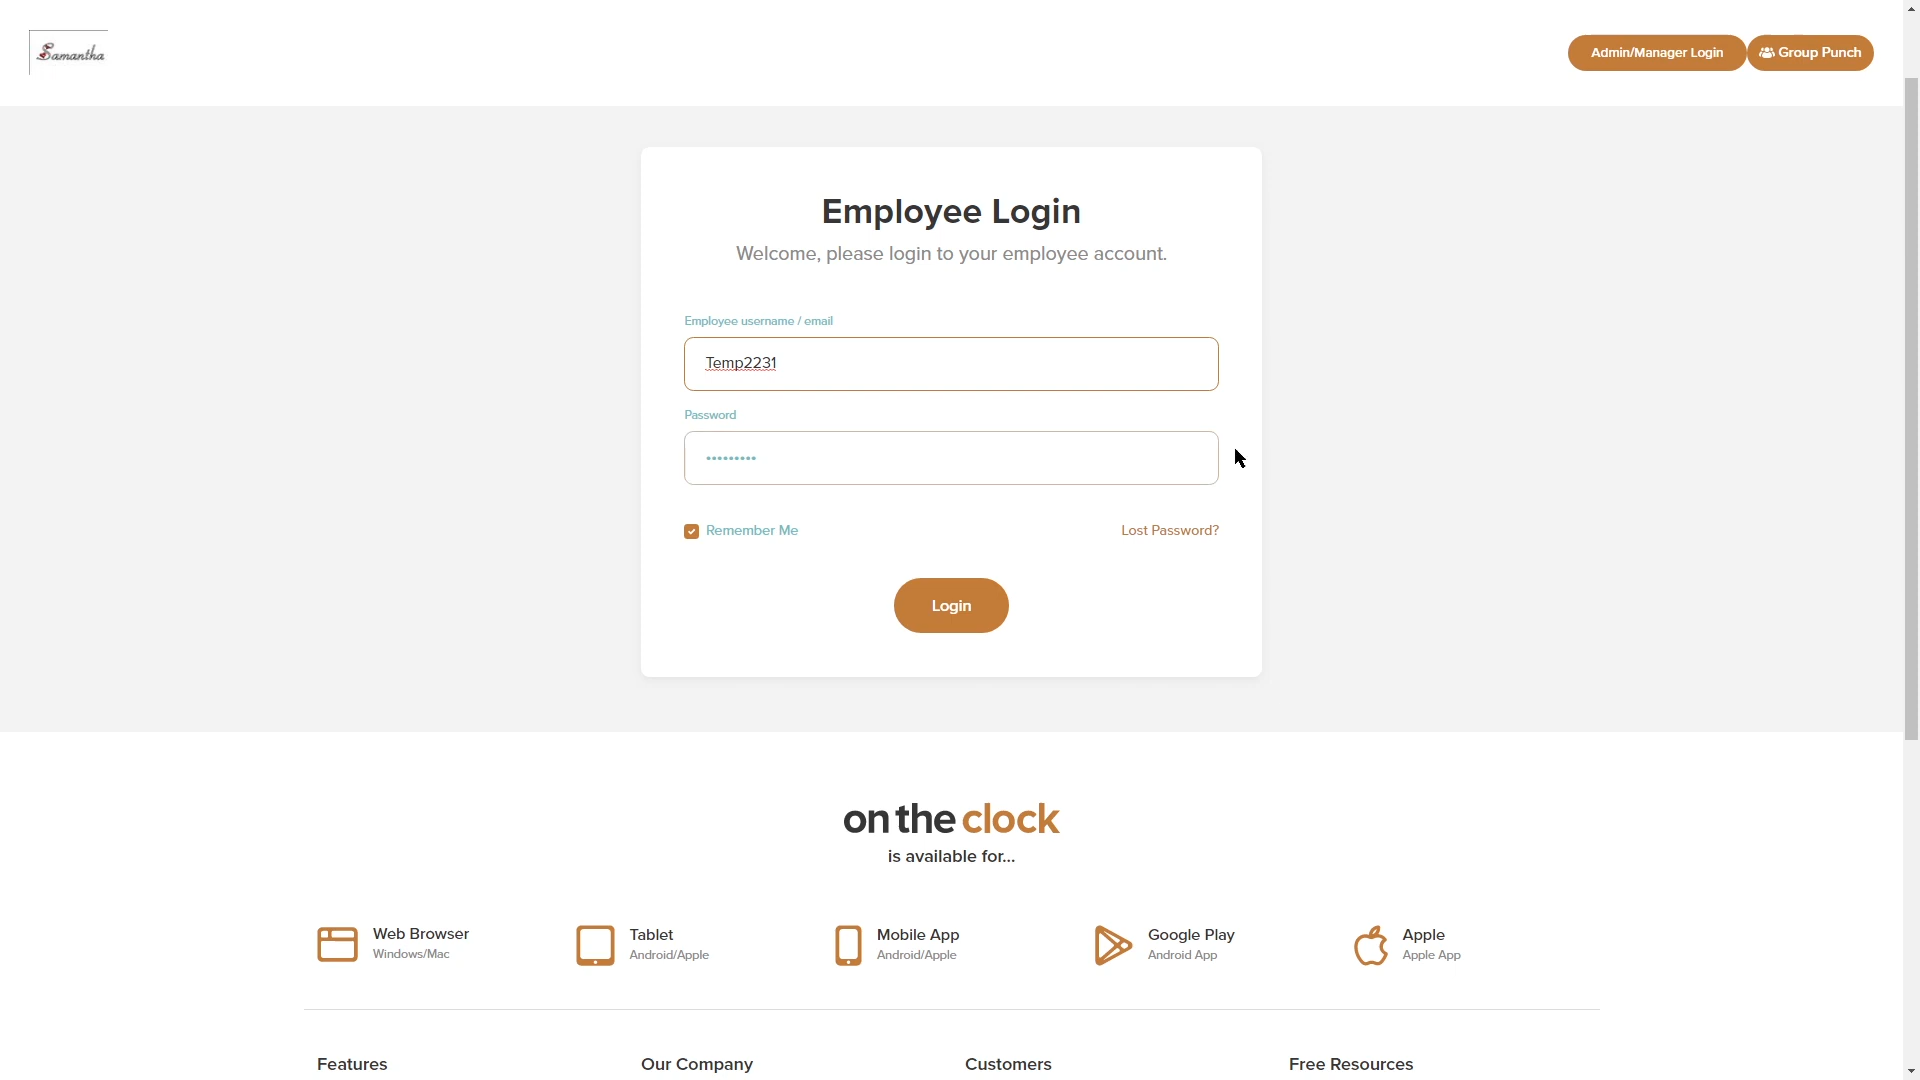 Samantha
Admin/Manager Login
Group Punch
Employee Login
Welcome, please login to your employee account.
Employee username / email
Temp2231
Password
•••••••••
Remember Me
Lost Password?
Login
on the clock
is available for...
Web Browser
Windows/Mac
Tablet
Android/Apple
Mobile App
Android/Apple
Google Play
Android App
Apple
Apple App
Features
Our Company
Customers
Free Resources